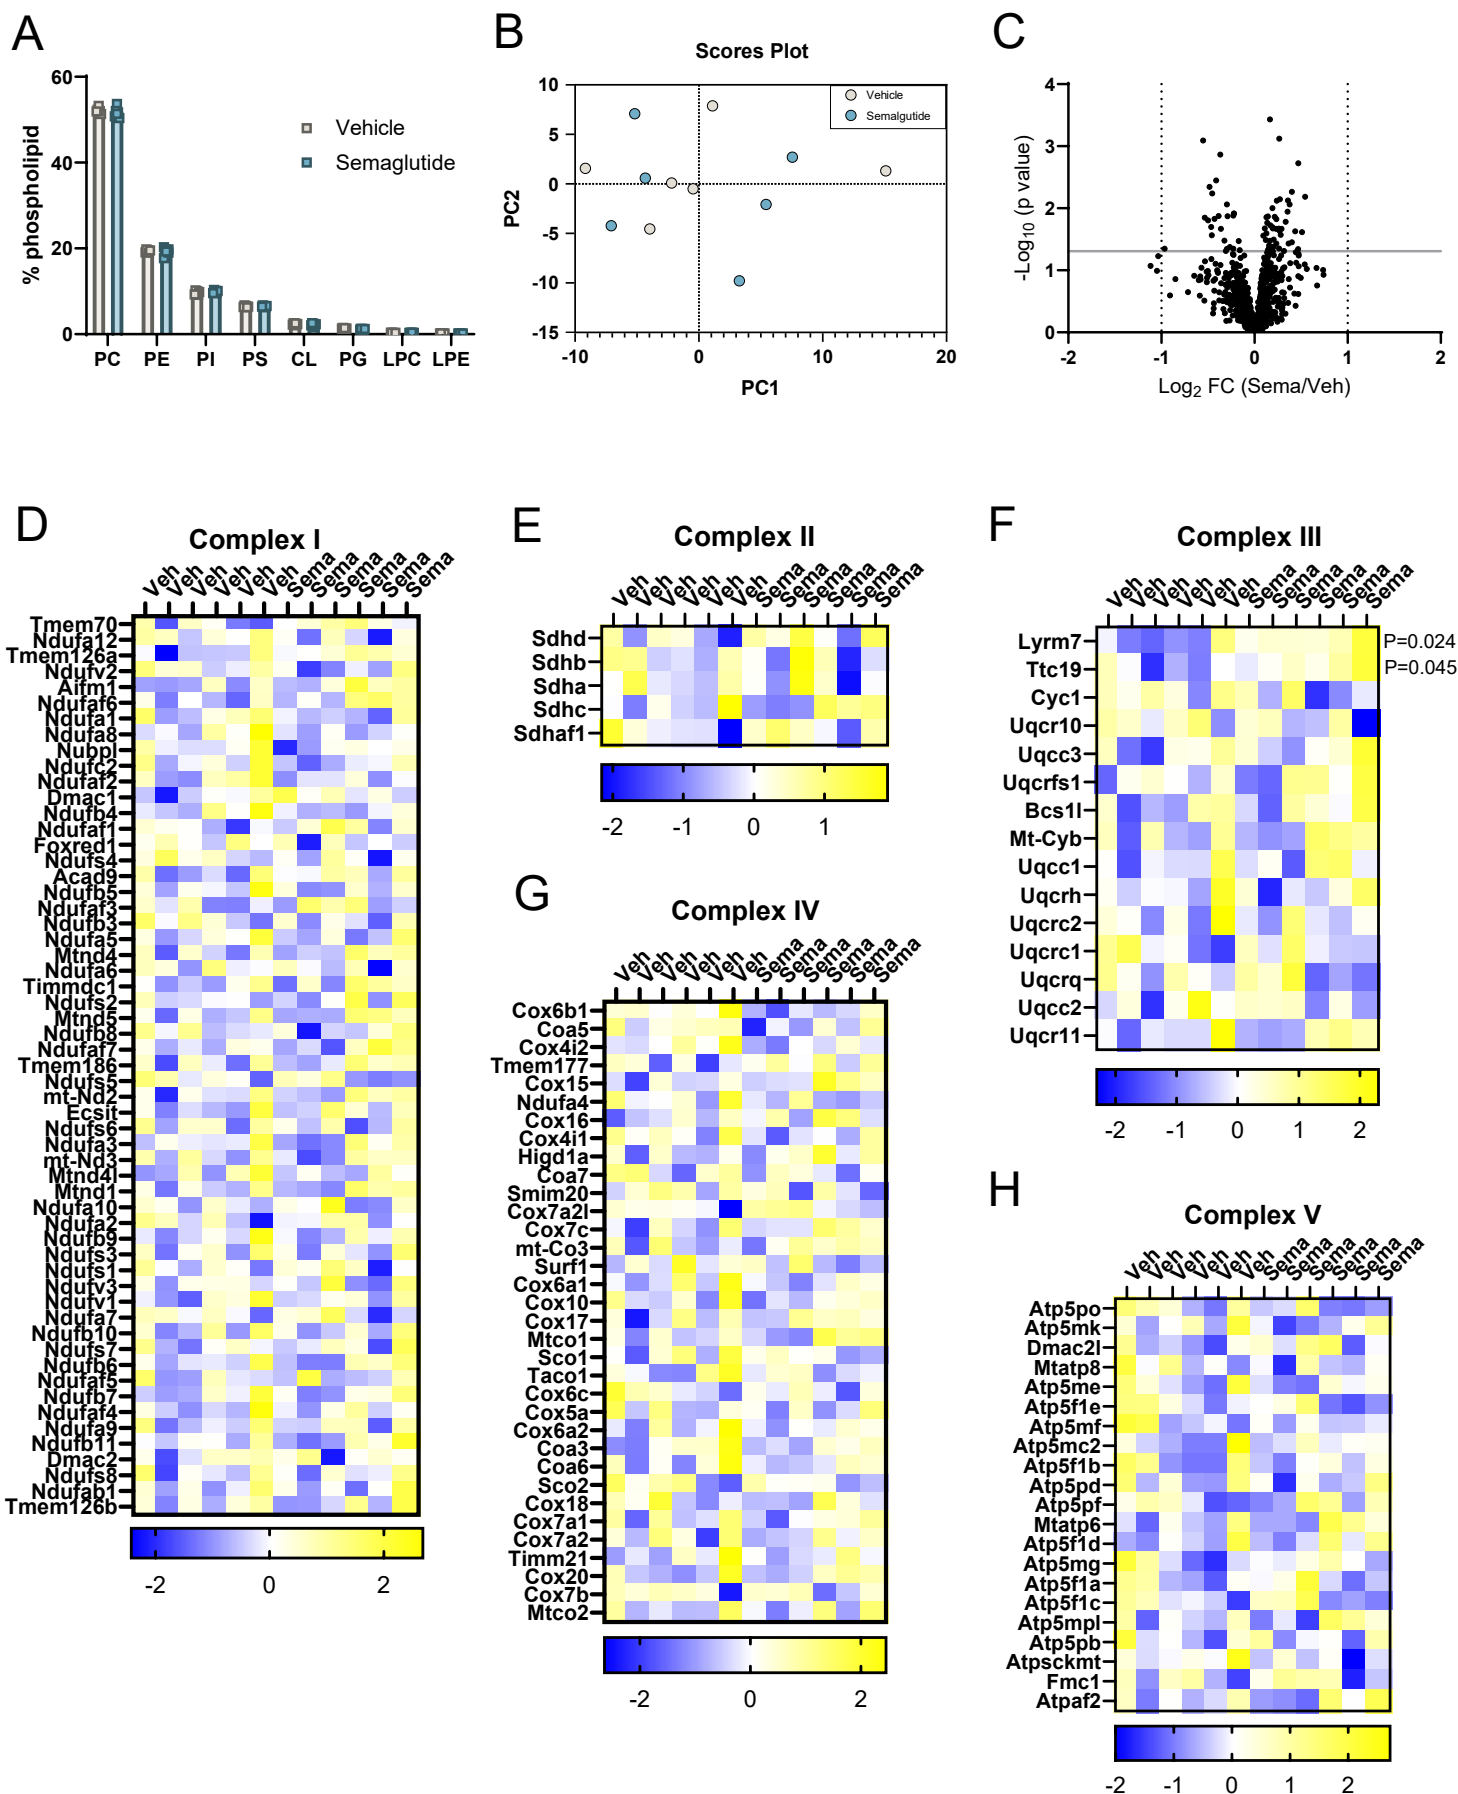 A
60
40
20
0
% phospholipid
Vehicle
Semaglutide
PC PE PI PS CL PG LPC LPE
B
Scores Plot
Vehicle
Semalgutide
10
5
0
-5
-10
-15
PC2
-10 0 10 20
PC1
C
4
3
2
1
0
-Log10 (p value)
-2 -1 0 1 2
Log2 FC (Sema/Veh)
D
Complex I
Veh Veh Veh Veh Veh Veh Sema Sema Sema Sema Sema Sema
Tmem70
Ndufa12
Tmem126a
Ndufv2
Aifm1
Ndufaf6
Ndufa1
Ndufa8
Nubpl
Ndufc2
Ndufaf2
Dmac1
Ndufb4
Ndufaf1
Foxred1
Ndufs4
Acad9
Ndufb5
Ndufaf3
Ndufb3
Ndufa5
Mtnd4
Ndufa6
Timmdc1
Ndufs2
Mtnd5
Ndufb8
Ndufaf7
Tmem186
Ndufs5
mt-Nd2
Ecsit
Ndufs6
Ndufa3
mt-Nd3
Mtnd4l
Mtnd1
Ndufa10
Ndufa2
Ndufb9
Ndufs3
Ndufs1
Ndufv3
Ndufv1
Ndufa7
Ndufb10
Ndufs7
Ndufb6
Ndufaf5
Ndufb7
Ndufaf4
Ndufa9
Ndufb11
Dmac2
Ndufs8
Ndufab1
Tmem126b
-2 0 2
E
Complex II
Veh Veh Veh Veh Veh Veh Sema Sema Sema Sema Sema Sema
Sdhd
Sdhb
Sdha
Sdhc
Sdhaf1
-2 -1 0 1
F
Complex III
Veh Veh Veh Veh Veh Veh Sema Sema Sema Sema Sema Sema
Lyrm7 P=0.024
Ttc19 P=0.045
Cyc1
Uqcr10
Uqcc3
Uqcrfs1
Bcs1l
Mt-Cyb
Uqcc1
Uqcrh
Uqcrc2
Uqcrc1
Uqcrq
Uqcc2
Uqcr11
-2 -1 0 1 2
G
Complex IV
Veh Veh Veh Veh Veh Veh Sema Sema Sema Sema Sema Sema
Cox6b1
Coa5
Cox4i2
Tmem177
Cox15
Ndufa4
Cox16
Cox4i1
Higd1a
Coa7
Smim20
Cox7a2l
Cox7c
mt-Co3
Surf1
Cox6a1
Cox10
Cox17
Mtco1
Sco1
Taco1
Cox6c
Cox5a
Cox6a2
Coa3
Coa6
Sco2
Cox18
Cox7a1
Cox7a2
Timm21
Cox20
Cox7b
Mtco2
-2 0 2
H
Complex V
Veh Veh Veh Veh Veh Veh Sema Sema Sema Sema Sema Sema
Atp5po
Atp5mk
Dmac2l
Mtatp8
Atp5me
Atp5f1e
Atp5mf
Atp5mc2
Atp5f1b
Atp5pd
Atp5pf
Mtatp6
Atp5f1d
Atp5mg
Atp5f1a
Atp5f1c
Atp5mpl
Atp5pb
Atpsckmt
Fmc1
Atpaf2
-2 -1 0 1 2